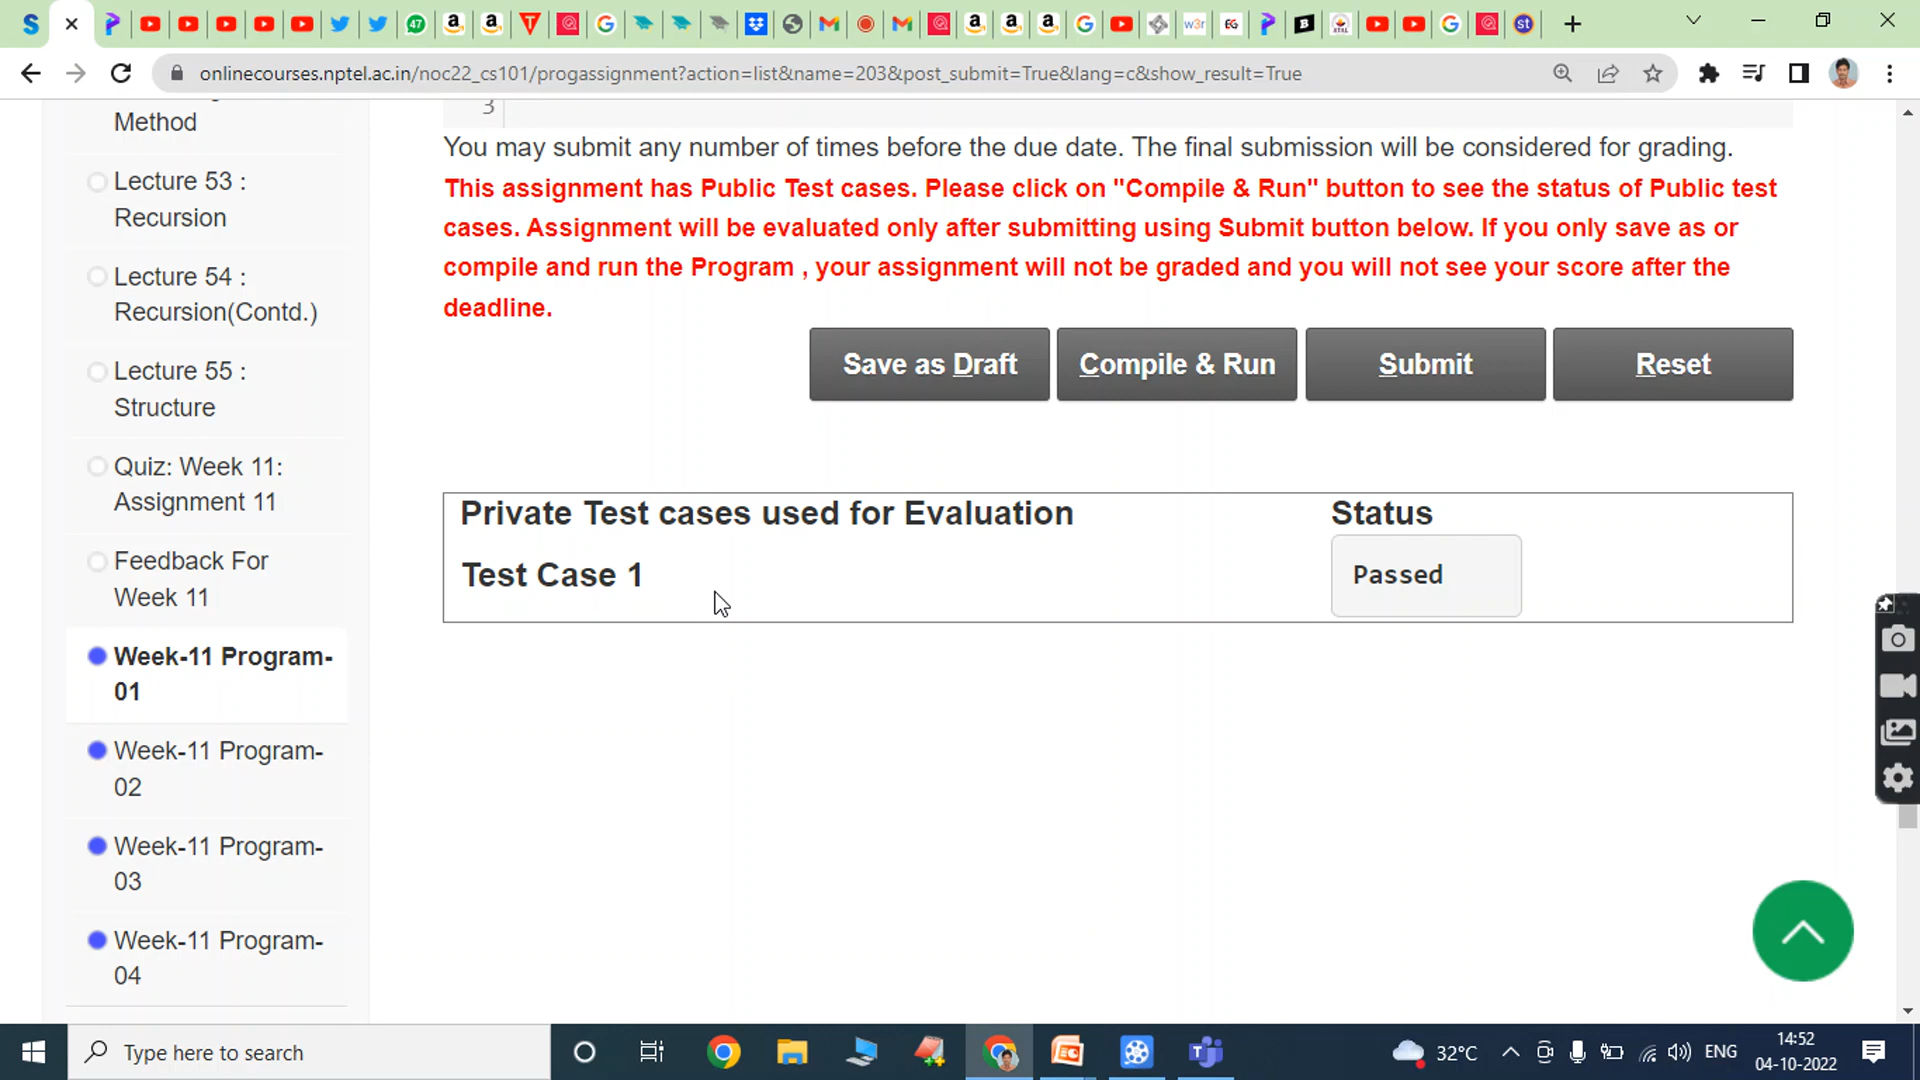 onlinecourses.nptel.ac.in/noc22_cs101/progassignment?action=list&name=203&post_submit=True&lang=c&show_result=True
Method
Lecture 53 :
Recursion
Lecture 54 :
Recursion(Contd.)
Lecture 55 :
Structure
Quiz: Week 11:
Assignment 11
Feedback For
Week 11
Week-11 Program-
01
Week-11 Program-
02
Week-11 Program-
03
Week-11 Program-
04
3
You may submit any number of times before the due date. The final submission will be considered for grading.
This assignment has Public Test cases. Please click on "Compile & Run" button to see the status of Public test
cases. Assignment will be evaluated only after submitting using Submit button below. If you only save as or
compile and run the Program , your assignment will not be graded and you will not see your score after the
deadline.
Save as Draft
Compile & Run
Submit
Reset
Private Test cases used for Evaluation
Status
Test Case 1
Passed
Type here to search
32°C
ENG
14:52
04-10-2022